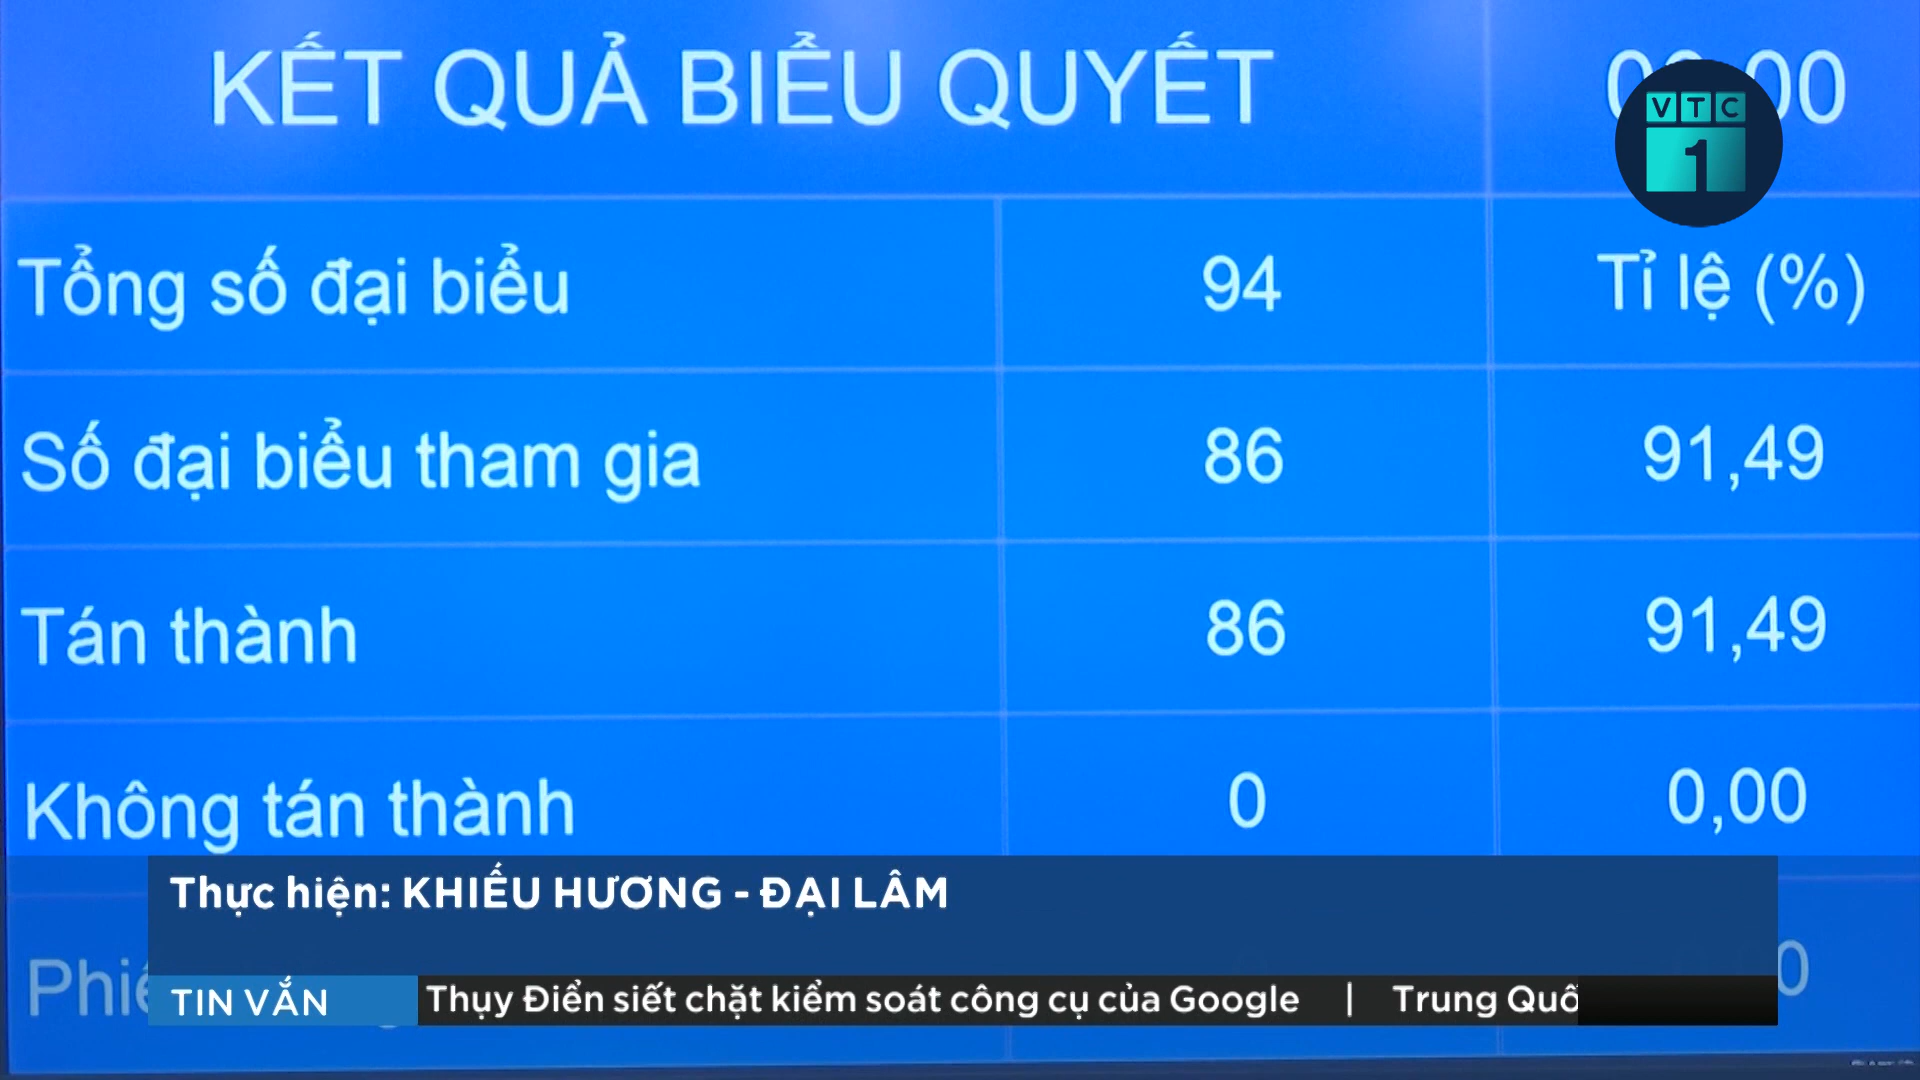 KẾT QUẢ BIỂU QUYẾT
VTC
1
Tổng số đại biểu 94 Tỉ lệ (%)
Số đại biểu tham gia 86 91,49
Tán thành 86 91,49
Không tán thành 0 0,00
Thực hiện: KHIẾU HƯƠNG - ĐẠI LÂM
TIN VẮN Thụy Điển siết chặt kiểm soát công cụ của Google | Trung Quố